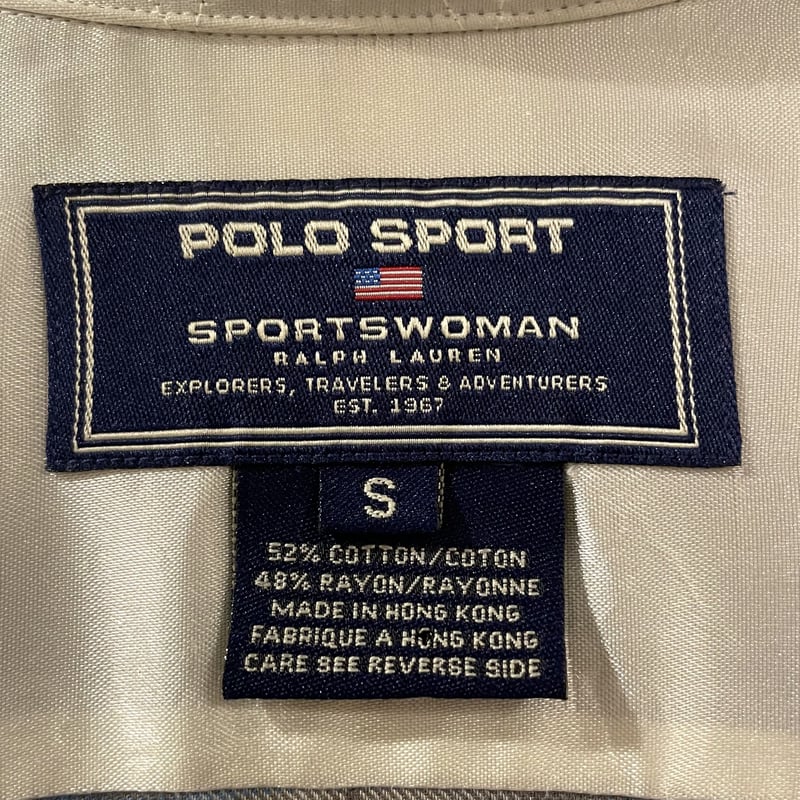 POLO SPORT
SPORTSWOMAN
RALPH LAUREN
EXPLORERS, TRAVELERS & ADVENTURERS
EST. 1967
S
52% COTTON/COTON
48% RAYON/RAYONNE
MADE IN HONG KONG
FABRIQUE A HONG KONG
CARE SEE REVERSE SIDE